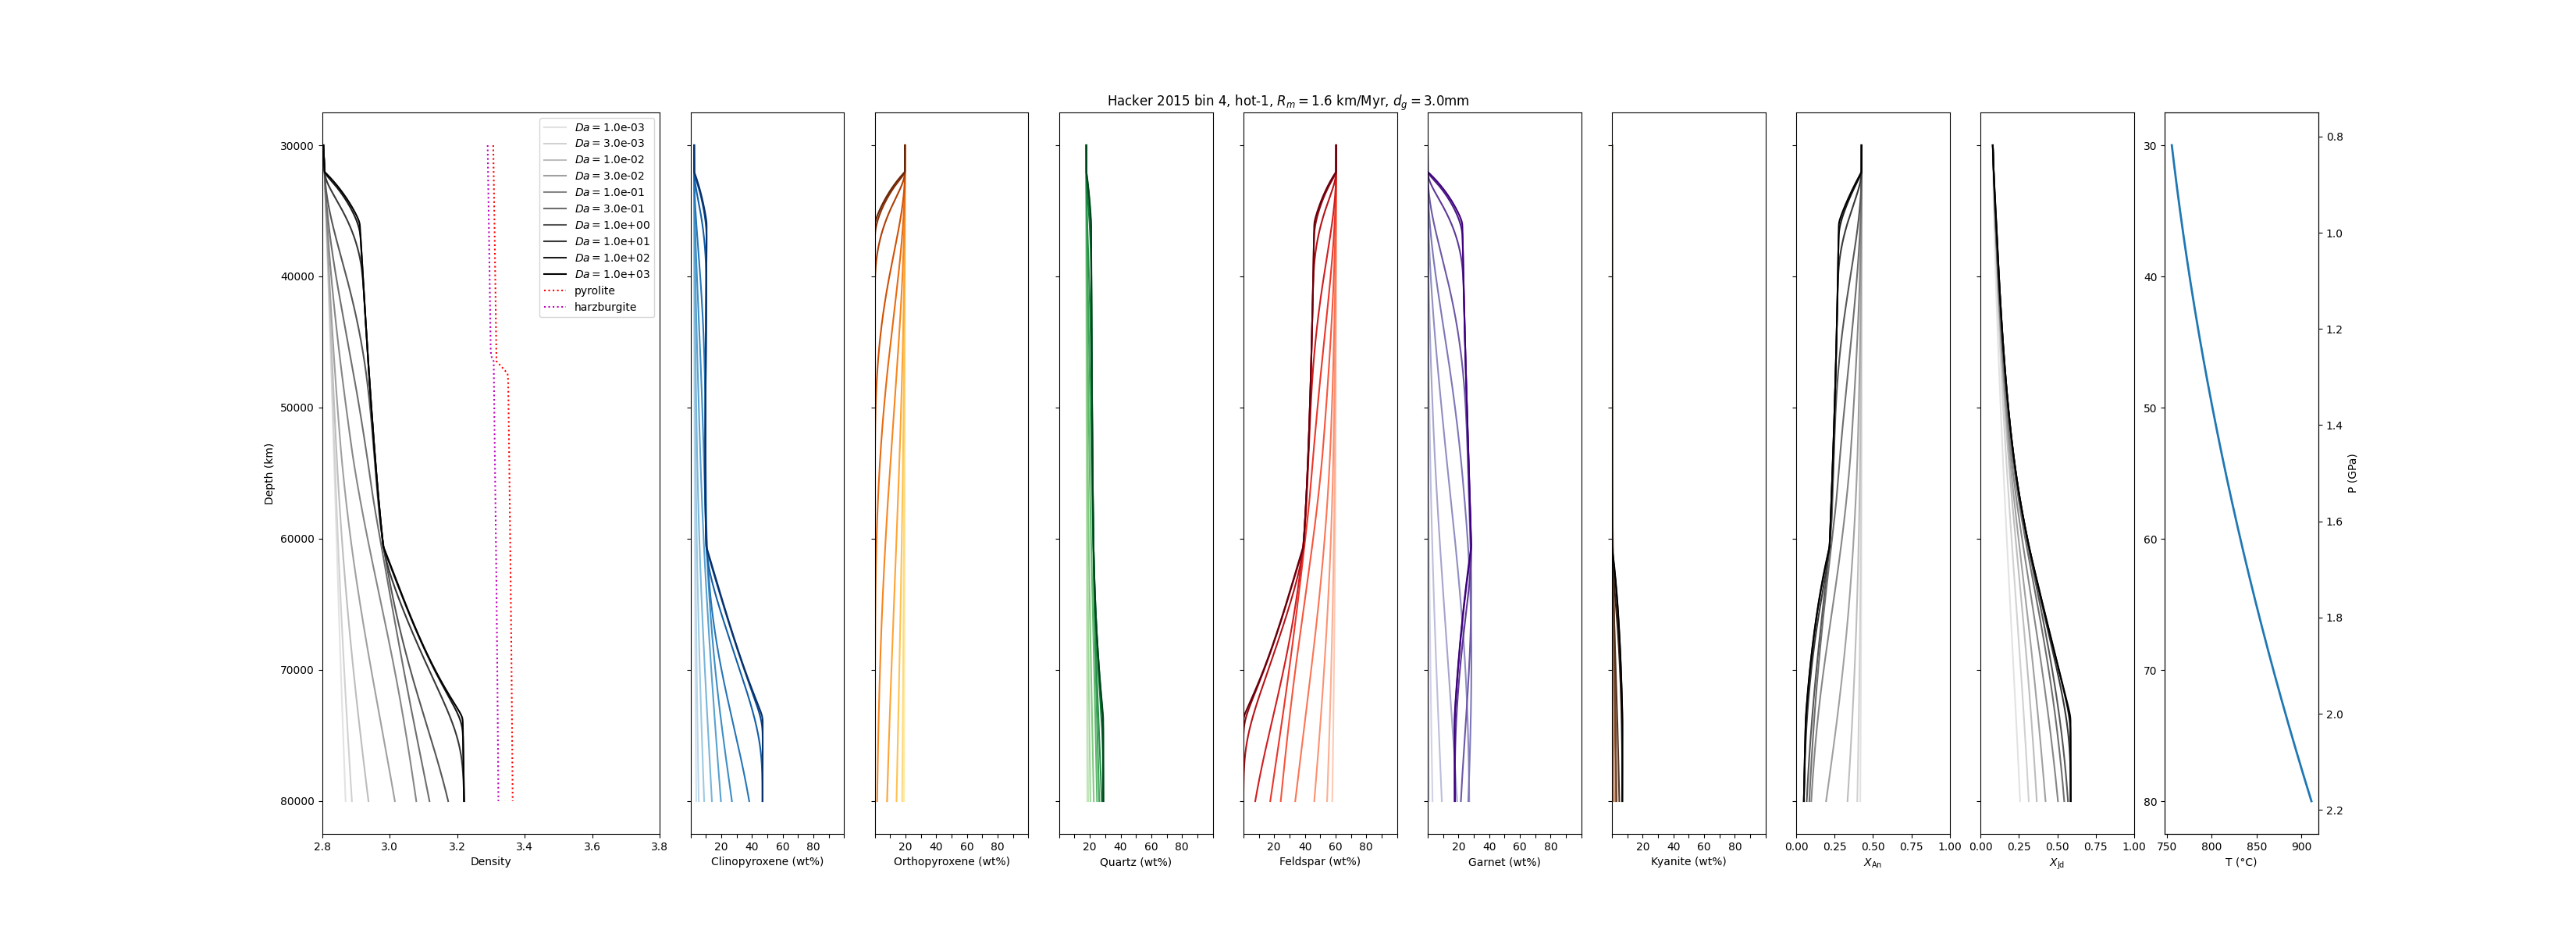 Hacker 2015 bin 4, hot-1, R_m = 1.6 km/Myr, d_g = 3.0mm
Da = 1.0e-03
Da = 3.0e-03
Da = 1.0e-02
Da = 3.0e-02
Da = 1.0e-01
Da = 3.0e-01
Da = 1.0e+00
Da = 1.0e+01
Da = 1.0e+02
Da = 1.0e+03
pyrolite
harzburgite
30000
40000
50000
60000
70000
80000
Depth (km)
2.8 3.0 3.2 3.4 3.6 3.8
Density
20 40 60 80
Clinopyroxene (wt%)
20 40 60 80
Orthopyroxene (wt%)
20 40 60 80
Quartz (wt%)
20 40 60 80
Feldspar (wt%)
20 40 60 80
Garnet (wt%)
20 40 60 80
Kyanite (wt%)
0.00 0.25 0.50 0.75 1.00
X_An
0.00 0.25 0.50 0.75 1.00
X_Jd
30
40
50
60
70
80
750 800 850 900
T (°C)
0.8
1.0
1.2
1.4
1.6
1.8
2.0
2.2
P (GPa)